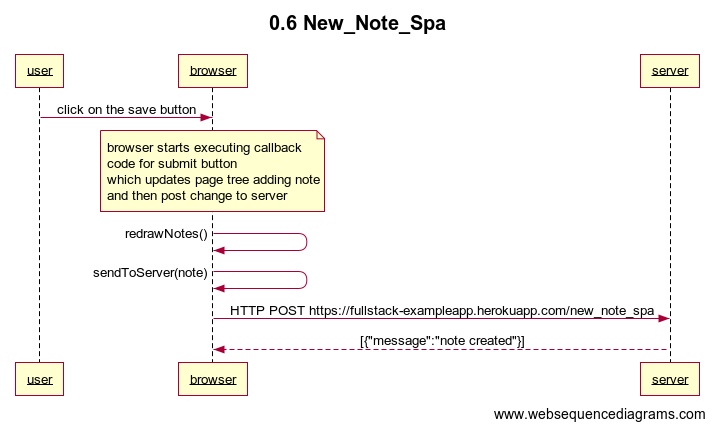 0.6 New_Note_Spa
user
browser
server
click on the save button
browser starts executing callback
code for submit button
which updates page tree adding note
and then post change to server
redrawNotes()
sendToServer(note)
HTTP POST https://fullstack-exampleapp.herokuapp.com/new_note_spa
[{"message":"note created"}]
user
browser
server
www.websequencediagrams.com